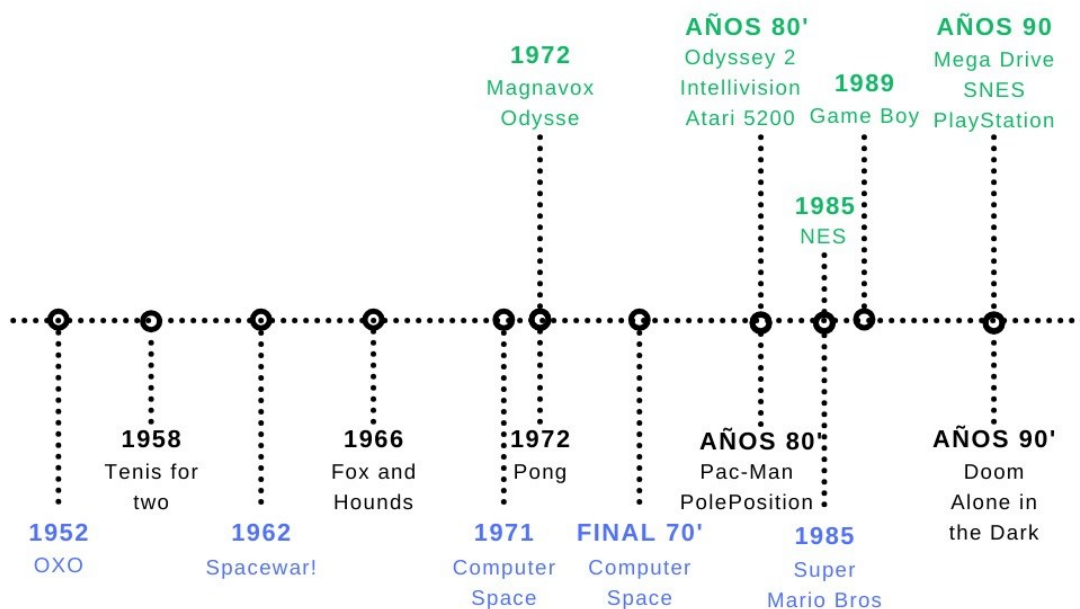 1972
Magnavox
Odysse
AÑOS 80'
Odyssey 2
Intellivision
Atari 5200
1989
Game Boy
AÑOS 90
Mega Drive
SNES
PlayStation
1985
NES
1958
Tenis for
two
1966
Fox and
Hounds
1972
Pong
AÑOS 80'
Pac-Man
PolePosition
AÑOS 90'
Doom
Alone in
the Dark
1952
OXO
1962
Spacewar!
1971
Computer
Space
FINAL 70'
Computer
Space
1985
Super
Mario Bros